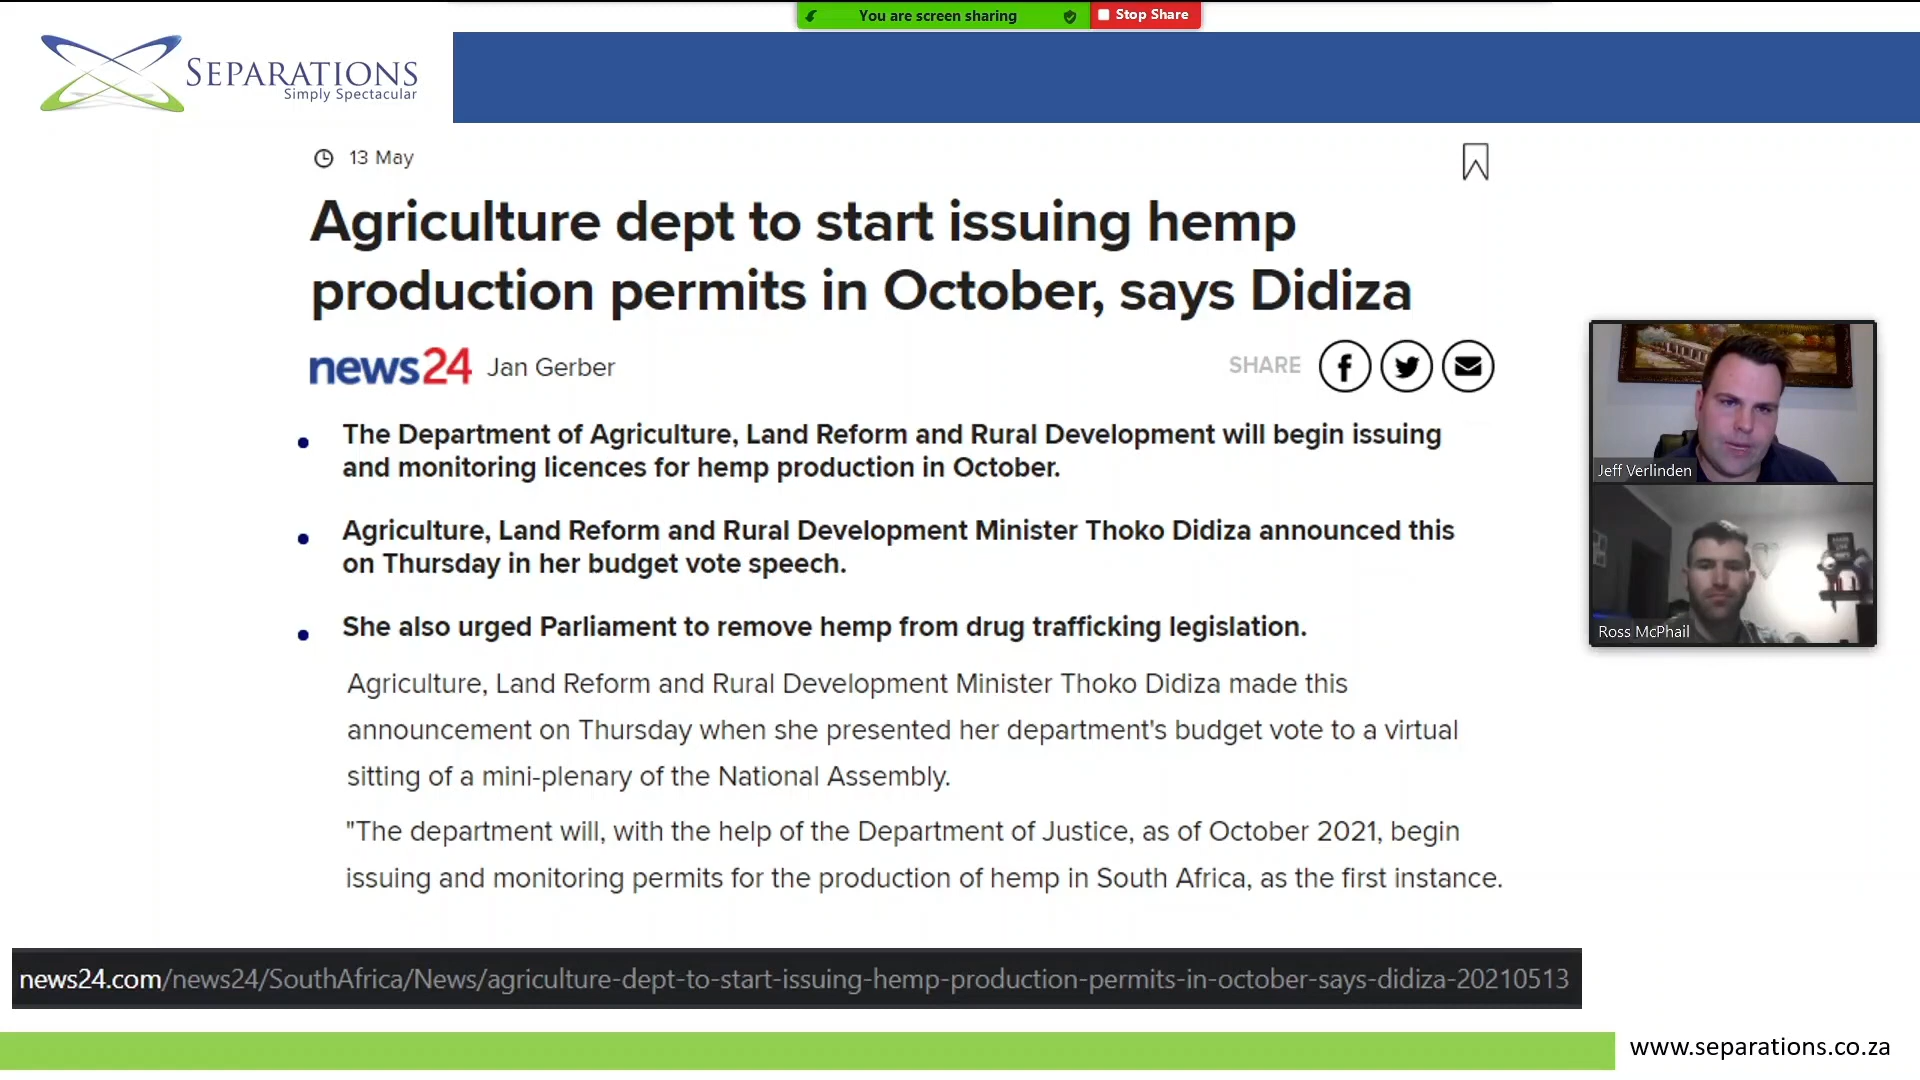 You are screen sharing
Stop Share
SEPARATIONS
Simply Spectacular
13 May
Agriculture dept to start issuing hemp
production permits in October, says Didiza
news24 Jan Gerber
SHARE
The Department of Agriculture, Land Reform and Rural Development will begin issuing
and monitoring licences for hemp production in October.
Agriculture, Land Reform and Rural Development Minister Thoko Didiza announced this
on Thursday in her budget vote speech.
She also urged Parliament to remove hemp from drug trafficking legislation.
Agriculture, Land Reform and Rural Development Minister Thoko Didiza made this
announcement on Thursday when she presented her department's budget vote to a virtual
sitting of a mini-plenary of the National Assembly.
"The department will, with the help of the Department of Justice, as of October 2021, begin
issuing and monitoring permits for the production of hemp in South Africa, as the first instance.
Jeff Verlinden
Ross McPhail
news24.com/news24/SouthAfrica/News/agriculture-dept-to-start-issuing-hemp-production-permits-in-october-says-didiza-20210513
www.separations.co.za